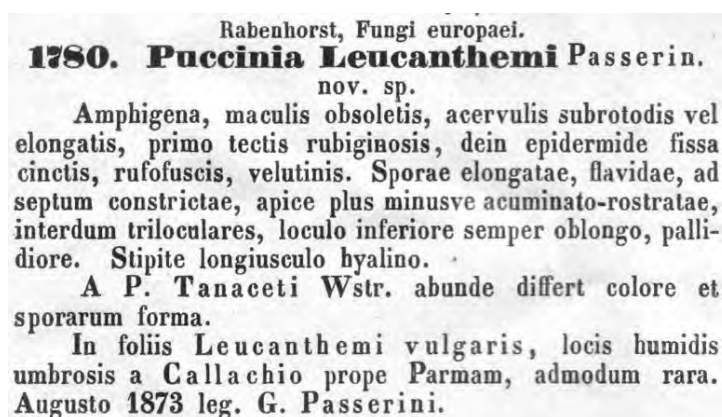 Rabenhorst, Fungi europaei.
1780. Puccinia Leucanthemi Passerin.
nov. sp.
Amphigena, maculis obsoletis, acervulis subrotodis vel
elongatis, primo tectis rubiginosis, dein epidermide fissa
cinctis, rufofuscis, velutinis. Sporae elongatae, flavidae, ad
septum constrictae, apice plus minusve acuminato-rostratae,
interdum triloculares, loculo inferiore semper oblongo, palli-
diore. Stipite longiusculo hyalino.
A P. Tanaceti Wstr. abunde differt colore et
sporarum forma.
In foliis Leucanthemi vulgaris, locis humidis
umbrosis a Callachio prope Parmam, admodum rara.
Augusto 1873 leg. G. Passerini.